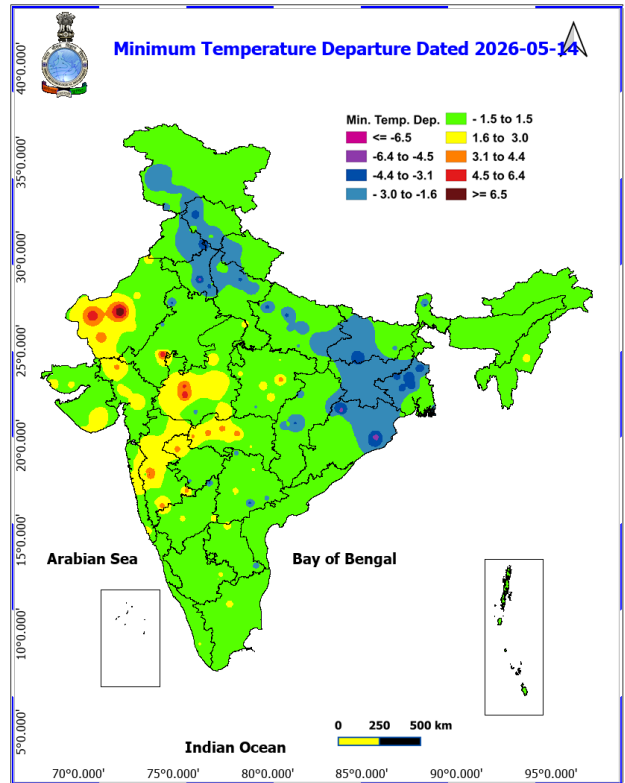 Minimum Temperature Departure Dated 2026-05-14
Min. Temp. Dep.
<= -6.5
-6.4 to -4.5
-4.4 to -3.1
- 3.0 to -1.6
- 1.5 to 1.5
1.6 to 3.0
3.1 to 4.4
4.5 to 6.4
>= 6.5
40°0.000'
35°0.000'
30°0.000'
25°0.000'
20°0.000'
15°0.000'
10°0.000'
5°0.000'
Arabian Sea
Bay of Bengal
Indian Ocean
0 250 500 km
70°0.000' 75°0.000' 80°0.000' 85°0.000' 90°0.000' 95°0.000'